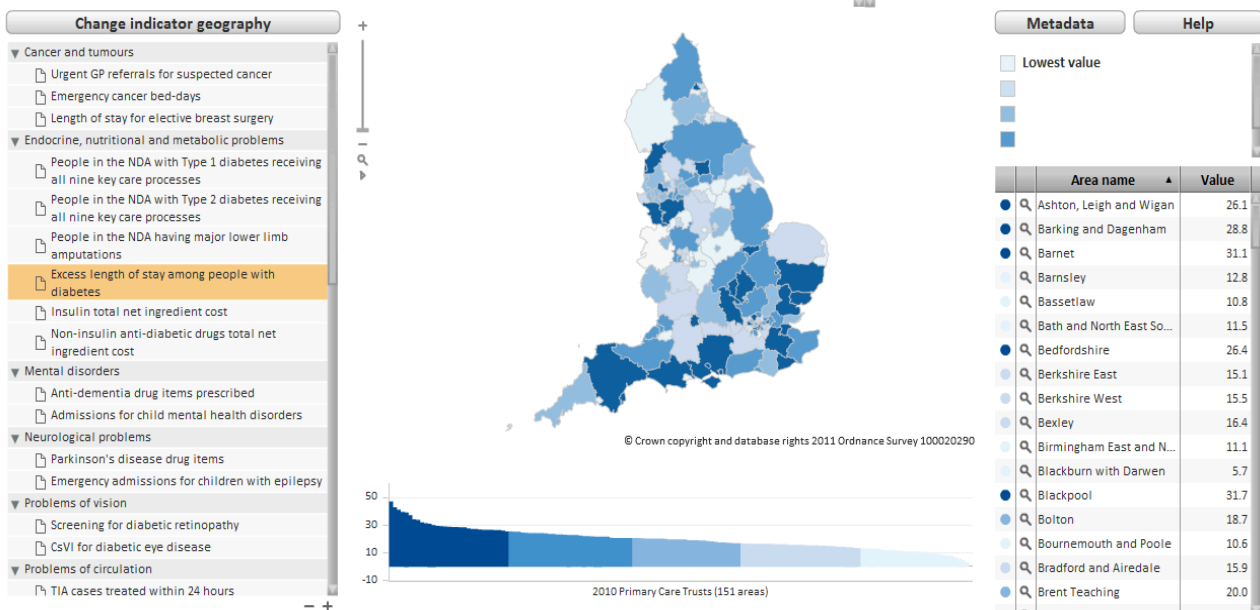 Change indicator geography
Cancer and tumours
Urgent GP referrals for suspected cancer
Emergency cancer bed-days
Length of stay for elective breast surgery
Endocrine, nutritional and metabolic problems
People in the NDA with Type 1 diabetes receiving
all nine key care processes
People in the NDA with Type 2 diabetes receiving
all nine key care processes
People in the NDA having major lower limb
amputations
Excess length of stay among people with
diabetes
Insulin total net ingredient cost
Non-insulin anti-diabetic drugs total net
ingredient cost
Mental disorders
Anti-dementia drug items prescribed
Admissions for child mental health disorders
Neurological problems
Parkinson's disease drug items
Emergency admissions for children with epilepsy
Problems of vision
Screening for diabetic retinopathy
CsVI for diabetic eye disease
Problems of circulation
TIA cases treated within 24 hours
© Crown copyright and database rights 2011 Ordnance Survey 100020290
50
30
10
-10
2010 Primary Care Trusts (151 areas)
Metadata Help
Lowest value
Area name Value
Ashton, Leigh and Wigan 26.1
Barking and Dagenham 28.8
Barnet 31.1
Barnsley 12.8
Bassetlaw 10.8
Bath and North East So... 11.5
Bedfordshire 26.4
Berkshire East 15.1
Berkshire West 15.5
Bexley 16.4
Birmingham East and N... 11.1
Blackburn with Darwen 5.7
Blackpool 31.7
Bolton 18.7
Bournemouth and Poole 10.6
Bradford and Airedale 15.9
Brent Teaching 20.0